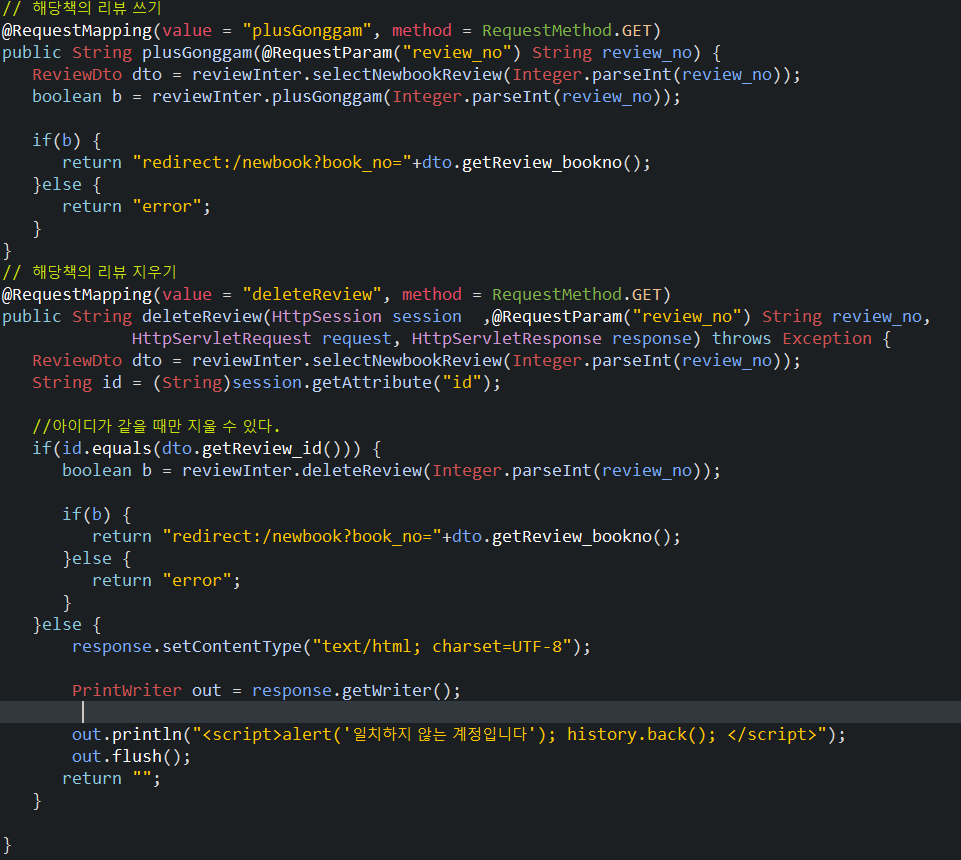 // 해당책의 리뷰 쓰기
@RequestMapping(value = "plusGonggam", method = RequestMethod.GET)
public String plusGonggam(@RequestParam("review_no") String review_no) {
   ReviewDto dto = reviewInter.selectNewbookReview(Integer.parseInt(review_no));
   boolean b = reviewInter.plusGonggam(Integer.parseInt(review_no));

   if(b) {
      return "redirect:/newbook?book_no="+dto.getReview_bookno();
   }else {
      return "error";
   }
}
// 해당책의 리뷰 지우기
@RequestMapping(value = "deleteReview", method = RequestMethod.GET)
public String deleteReview(HttpSession session  ,@RequestParam("review_no") String review_no,
             HttpServletRequest request, HttpServletResponse response) throws Exception {
   ReviewDto dto = reviewInter.selectNewbookReview(Integer.parseInt(review_no));
   String id = (String)session.getAttribute("id");

   //아이디가 같을 때만 지울 수 있다.
   if(id.equals(dto.getReview_id())) {
      boolean b = reviewInter.deleteReview(Integer.parseInt(review_no));

      if(b) {
         return "redirect:/newbook?book_no="+dto.getReview_bookno();
      }else {
         return "error";
      }
   }else {
       response.setContentType("text/html; charset=UTF-8");

       PrintWriter out = response.getWriter();

       out.println("<script>alert('일치하지 않는 계정입니다'); history.back(); </script>");
       out.flush();
      return "";
   }

}